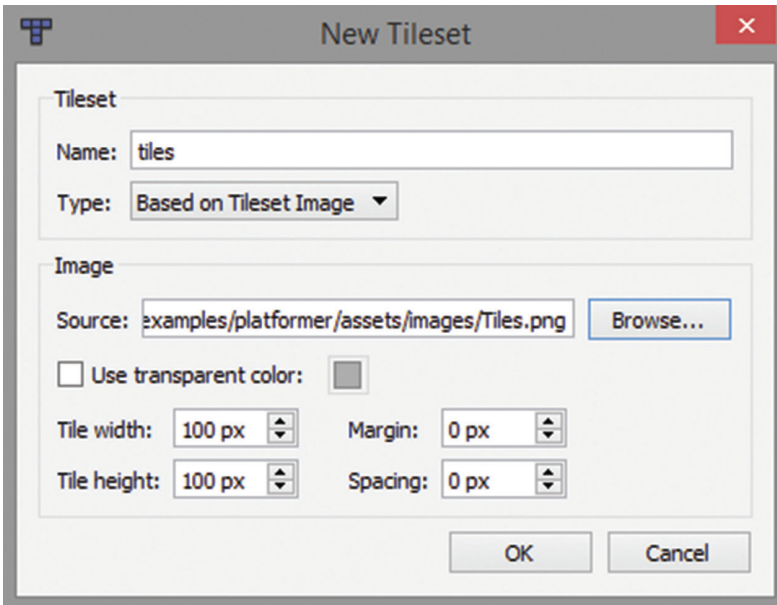 New Tileset
Tileset
Name: tiles
Type: Based on Tileset Image
Image
Source: examples/platformer/assets/images/Tiles.png Browse...
Use transparent color:
Tile width: 100 px Margin: 0 px
Tile height: 100 px Spacing: 0 px
OK Cancel